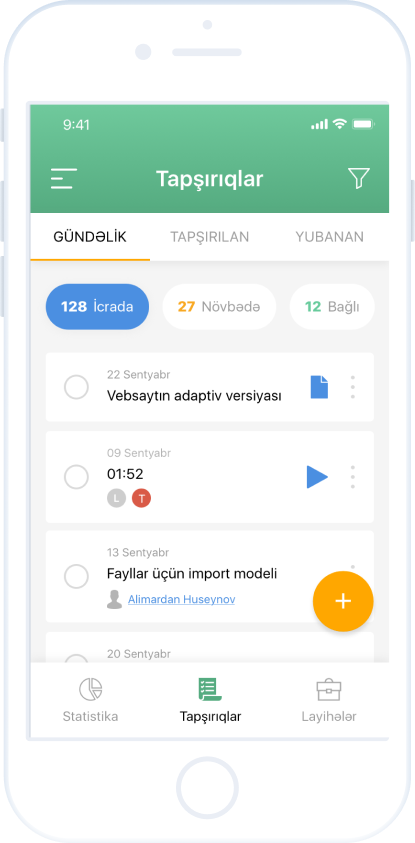 9:41
Tapşırıqlar
GÜNDƏLİK TAPŞIRILAN YUBANAN
128 İcrada 27 Növbədə 12 Bağlı
22 Sentyabr
Vebsaytın adaptiv versiyası
09 Sentyabr
01:52
L T
13 Sentyabr
Fayllar üçün import modeli
Alimardan Huseynov
20 Sentyabr
Statistika Tapşırıqlar Layihələr